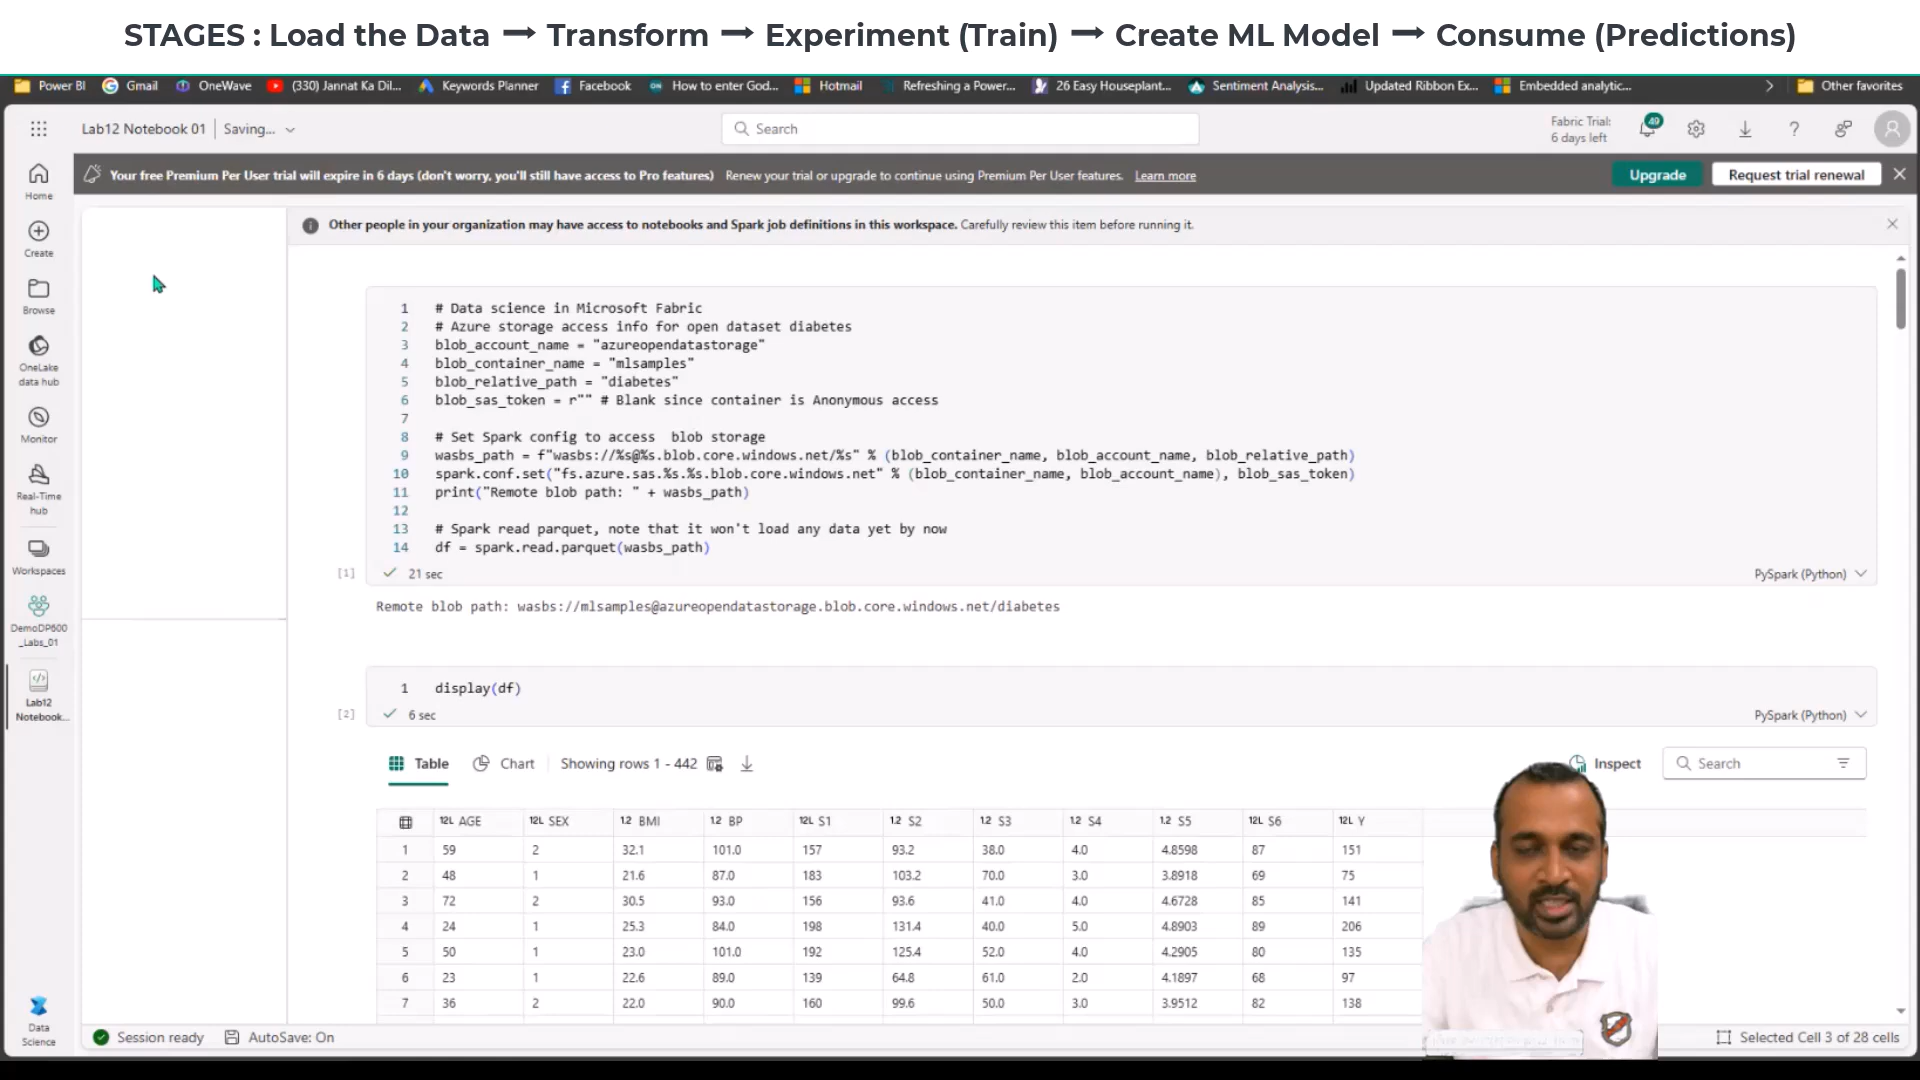 STAGES : Load the Data → Transform → Experiment (Train) → Create ML Model → Consume (Predictions)
Power BI Gmail OneWave (330) Jannat Ka Dil... Keywords Planner Facebook How to enter God... Hotmail Refreshing a Power... 26 Easy Houseplant... Sentiment Analysis... Updated Ribbon Ex... Embedded analytic... Other favorites
Lab12 Notebook 01 Saving... Search Fabric Trial:
6 days left
49
Your free Premium Per User trial will expire in 6 days (don't worry, you'll still have access to Pro features) Renew your trial or upgrade to continue using Premium Per User features. Learn more Upgrade Request trial renewal
Home
Create
Browse
OneLake
data hub
Monitor
Real-Time
hub
Workspaces
DemoDP600
_Labs_01
Lab12
Notebook...
Data
Science
Other people in your organization may have access to notebooks and Spark job definitions in this workspace. Carefully review this item before running it.
1 # Data science in Microsoft Fabric
2 # Azure storage access info for open dataset diabetes
3 blob_account_name = "azureopendatastorage"
4 blob_container_name = "mlsamples"
5 blob_relative_path = "diabetes"
6 blob_sas_token = r"" # Blank since container is Anonymous access
7
8 # Set Spark config to access  blob storage
9 wasbs_path = f"wasbs://%s@%s.blob.core.windows.net/%s" % (blob_container_name, blob_account_name, blob_relative_path)
10 spark.conf.set("fs.azure.sas.%s.%s.blob.core.windows.net" % (blob_container_name, blob_account_name), blob_sas_token)
11 print("Remote blob path: " + wasbs_path)
12
13 # Spark read parquet, note that it won't load any data yet by now
14 df = spark.read.parquet(wasbs_path)
[1] 21 sec PySpark (Python)
Remote blob path: wasbs://mlsamples@azureopendatastorage.blob.core.windows.net/diabetes
1 display(df)
[2] 6 sec PySpark (Python)
Table Chart Showing rows 1 - 442 Inspect Search
12L AGE 12L SEX 1.2 BMI 1.2 BP 12L S1 1.2 S2 1.2 S3 1.2 S4 1.2 S5 12L S6 12L Y
1 59 2 32.1 101.0 157 93.2 38.0 4.0 4.8598 87 151
2 48 1 21.6 87.0 183 103.2 70.0 3.0 3.8918 69 75
3 72 2 30.5 93.0 156 93.6 41.0 4.0 4.6728 85 141
4 24 1 25.3 84.0 198 131.4 40.0 5.0 4.8903 89 206
5 50 1 23.0 101.0 192 125.4 52.0 4.0 4.2905 80 135
6 23 1 22.6 89.0 139 64.8 61.0 2.0 4.1897 68 97
7 36 2 22.0 90.0 160 99.6 50.0 3.0 3.9512 82 138
Session ready AutoSave: On Selected Cell 3 of 28 cells